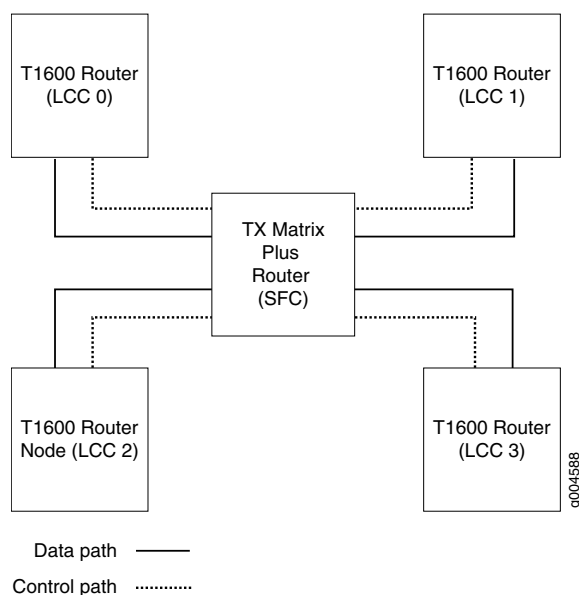 T1600 Router
(LCC 0)
T1600 Router
(LCC 1)
TX Matrix
Plus
Router
(SFC)
T1600 Router
Node (LCC 2)
T1600 Router
(LCC 3)
g004588
Data path
Control path